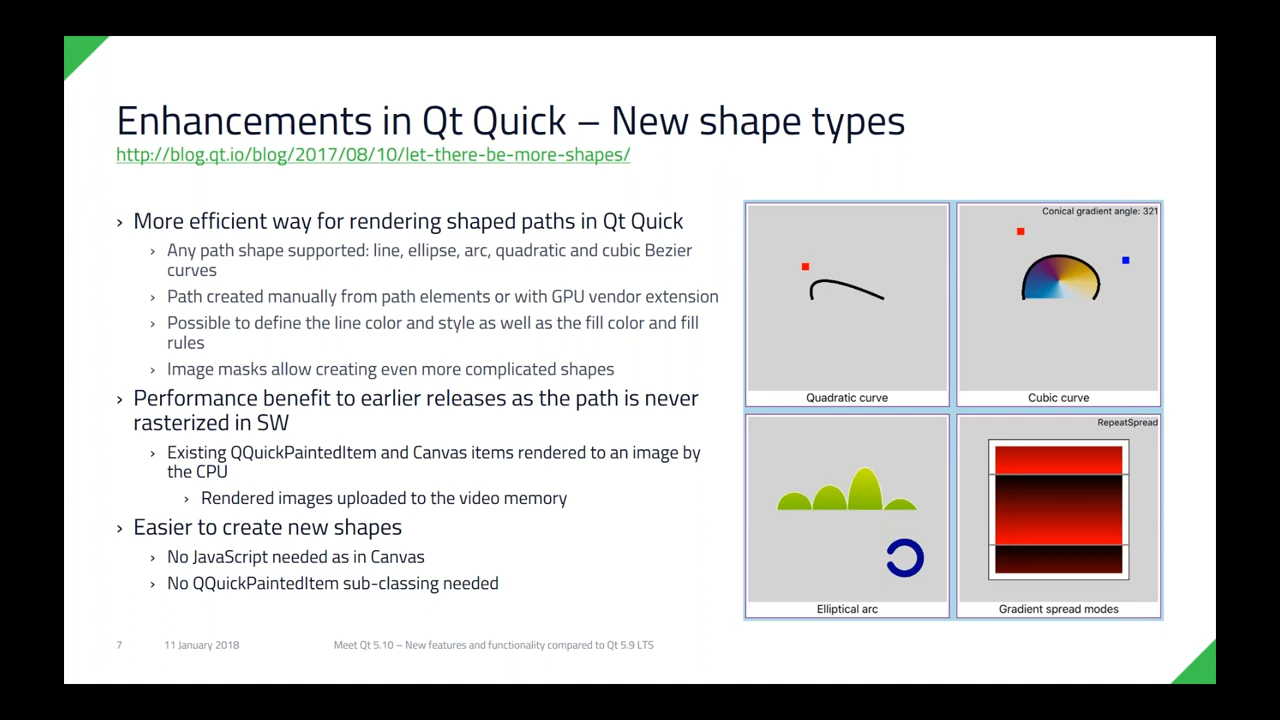 Enhancements in Qt Quick – New shape types
http://blog.qt.io/blog/2017/08/10/let-there-be-more-shapes/
› More efficient way for rendering shaped paths in Qt Quick
› Any path shape supported: line, ellipse, arc, quadratic and cubic Bezier
curves
› Path created manually from path elements or with GPU vendor extension
› Possible to define the line color and style as well as the fill color and fill
rules
› Image masks allow creating even more complicated shapes
› Performance benefit to earlier releases as the path is never
rasterized in SW
› Existing QQuickPaintedItem and Canvas items rendered to an image by
the CPU
› Rendered images uploaded to the video memory
› Easier to create new shapes
› No JavaScript needed as in Canvas
› No QQuickPaintedItem sub-classing needed
Quadratic curve
Conical gradient angle: 321
Cubic curve
Elliptical arc
RepeatSpread
Gradient spread modes
7 11 January 2018 Meet Qt 5.10 – New features and functionality compared to Qt 5.9 LTS